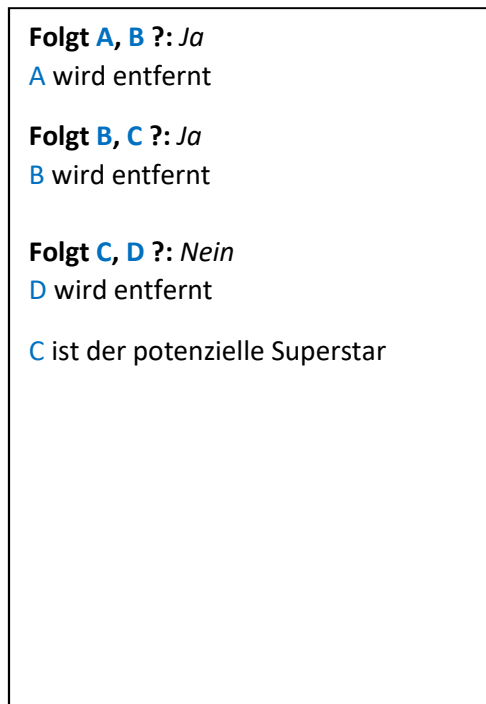 Folgt A, B ?: Ja
A wird entfernt
Folgt B, C ?: Ja
B wird entfernt
Folgt C, D ?: Nein
D wird entfernt
C ist der potenzielle Superstar